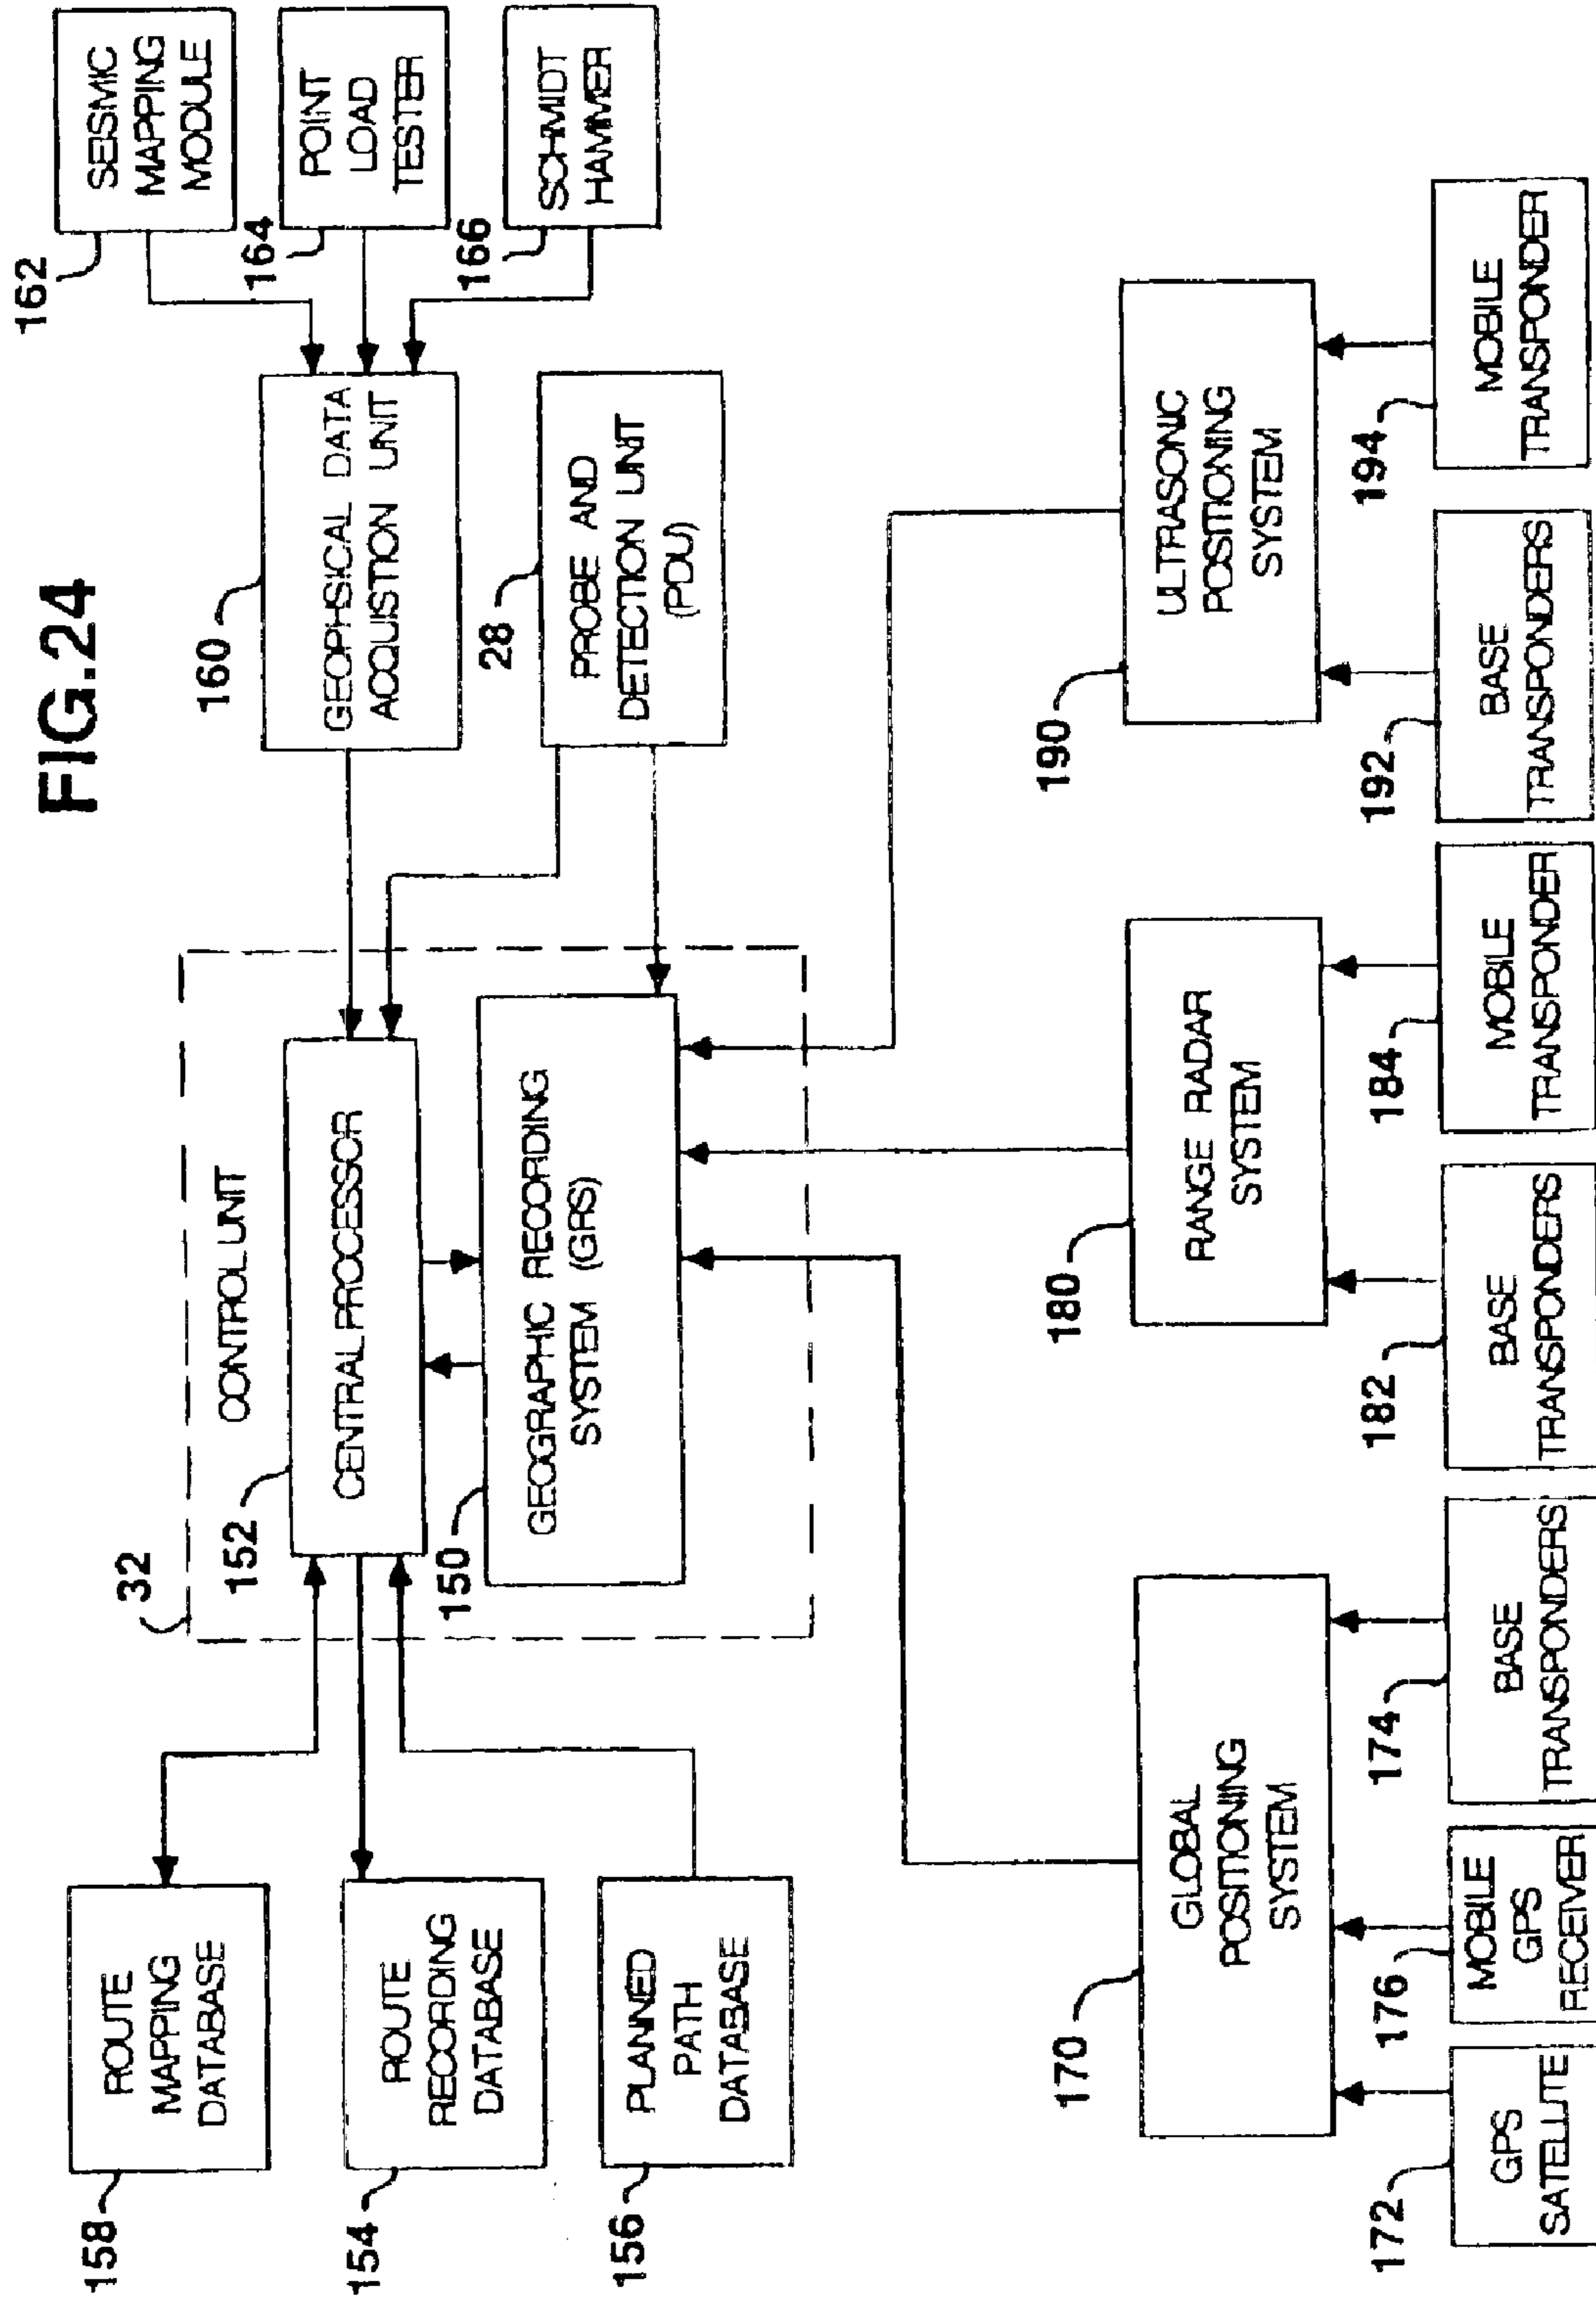 FIG.24
32
CONTROL UNIT
152
CENTRAL PROCESSOR
150
GEOGRAPHIC RECORDING
SYSTEM (GRS)
158
ROUTE
MAPPING
DATABASE
154
ROUTE
RECORDING
DATABASE
156
PLANNED
PATH
DATABASE
160
GEOPHSICAL DATA
ACQUISTION UNIT
28
PROBE AND
DETECTION UNIT
(PDU)
162
SEISMIC
MAPPING
MODULE
164
POINT
LOAD
TESTER
166
SCHMIDT
HAMMER
170
GLOBAL
POSITIONING
SYSTEM
180
RANGE RADAR
SYSTEM
190
ULTRASONIC
POSITIONING
SYSTEM
172
GPS
SATELLITE
176
MOBILE
GPS
RECEIVER
174
BASE
TRANSPONDERS
182
BASE
TRANSPONDERS
184
MOBILE
TRANSPONDER
192
BASE
TRANSPONDERS
194
MOBILE
TRANSPONDER